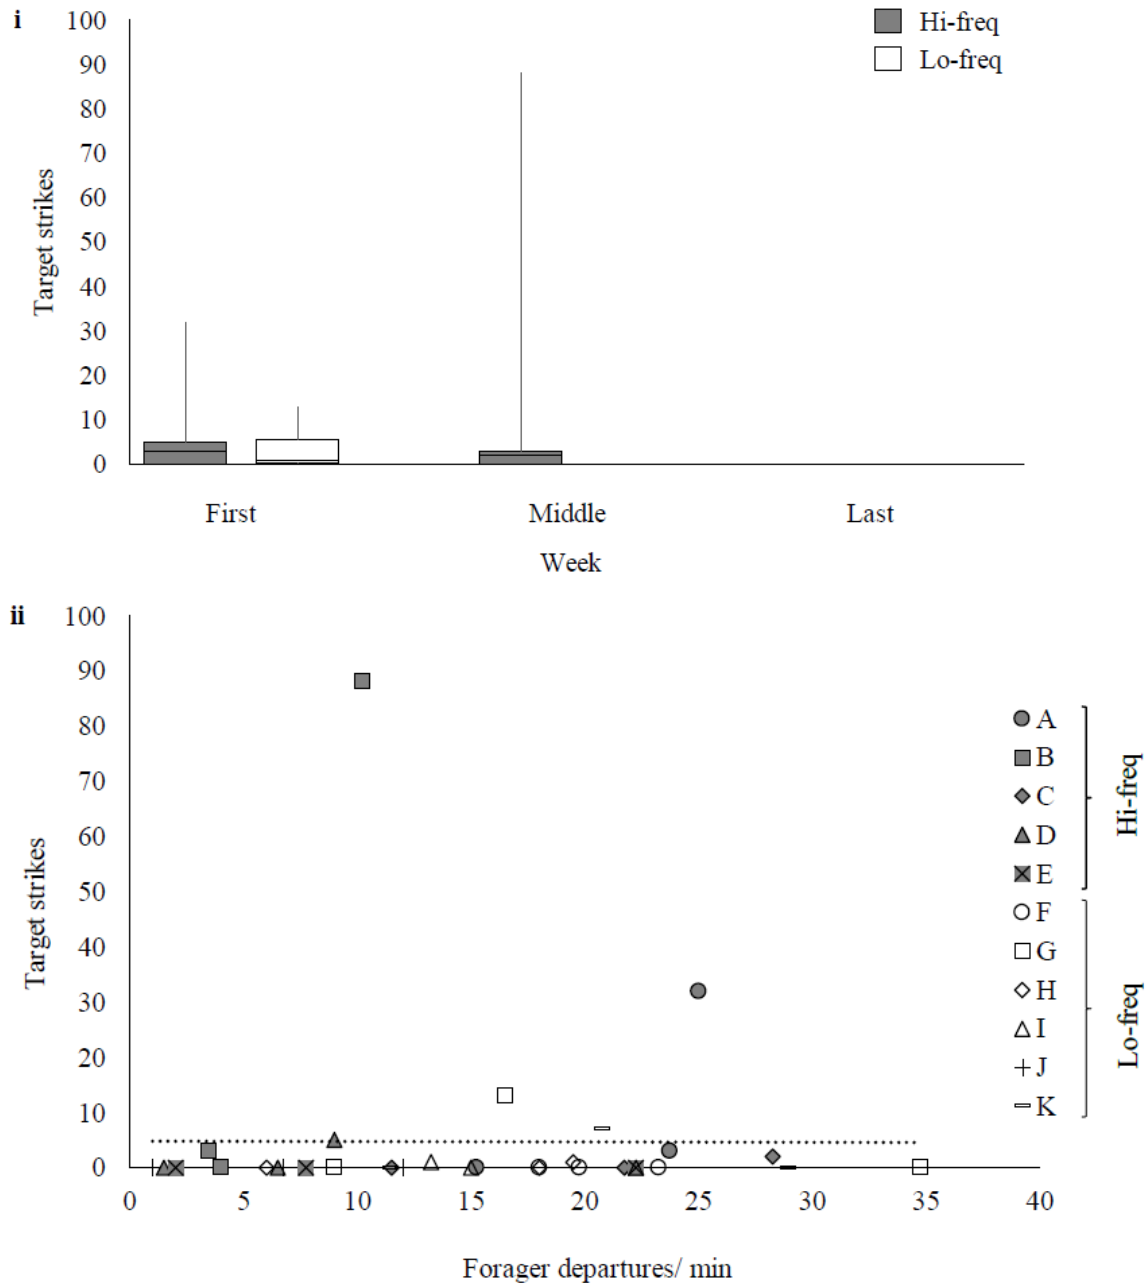 i
100
90
80
70
60
50
40
30
20
10
0
Target strikes
Hi-freq
Lo-freq
First Middle Last
Week
ii
100
90
80
70
60
50
40
30
20
10
0
Target strikes
A
B
C
D
E
F
G
H
I
J
K
Hi-freq
Lo-freq
0 5 10 15 20 25 30 35 40
Forager departures/ min